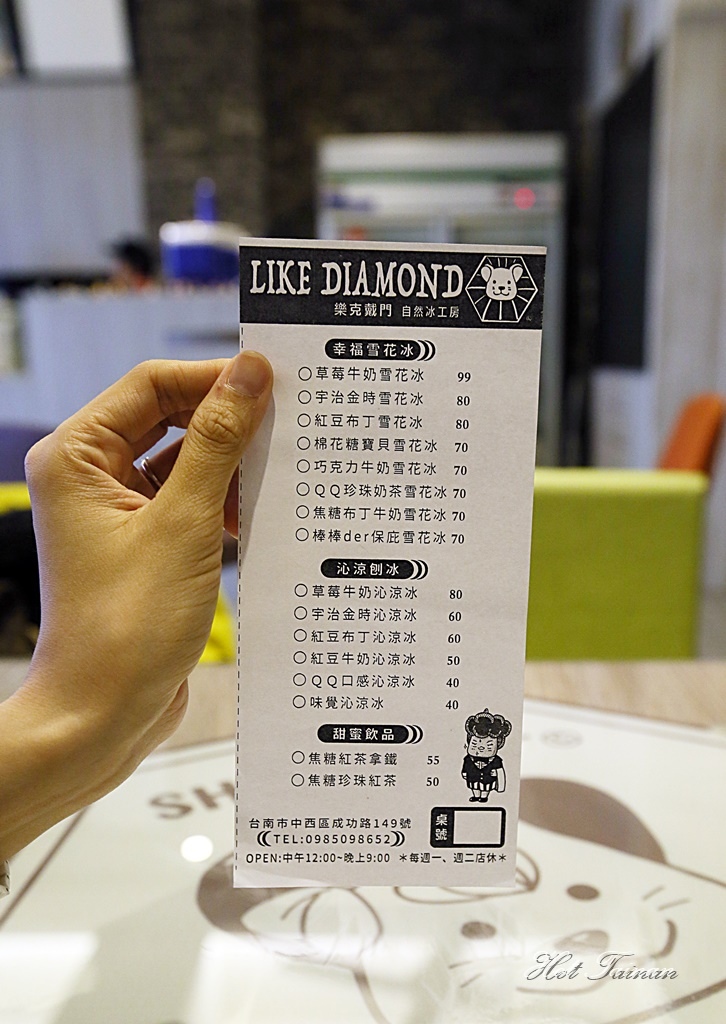 LIKE DIAMOND
樂克戴門 自然冰工房
幸福雪花冰
○草莓牛奶雪花冰 99
○宇治金時雪花冰 80
○紅豆布丁雪花冰 80
○棉花糖寶貝雪花冰 70
○巧克力牛奶雪花冰 70
○QQ珍珠奶茶雪花冰 70
○焦糖布丁牛奶雪花冰 70
○棒棒der保庇雪花冰 70
沁涼刨冰
○草莓牛奶沁涼冰 80
○宇治金時沁涼冰 60
○紅豆布丁沁涼冰 60
○紅豆牛奶沁涼冰 50
○QQ口感沁涼冰 40
○味覺沁涼冰 40
甜蜜飲品
○焦糖紅茶拿鐵 55
○焦糖珍珠紅茶 50
台南市中西區成功路149號
TEL:0985098652
桌號
OPEN:中午12:00~晚上9:00 *每週一、週二店休*
SH
Hot Tainan